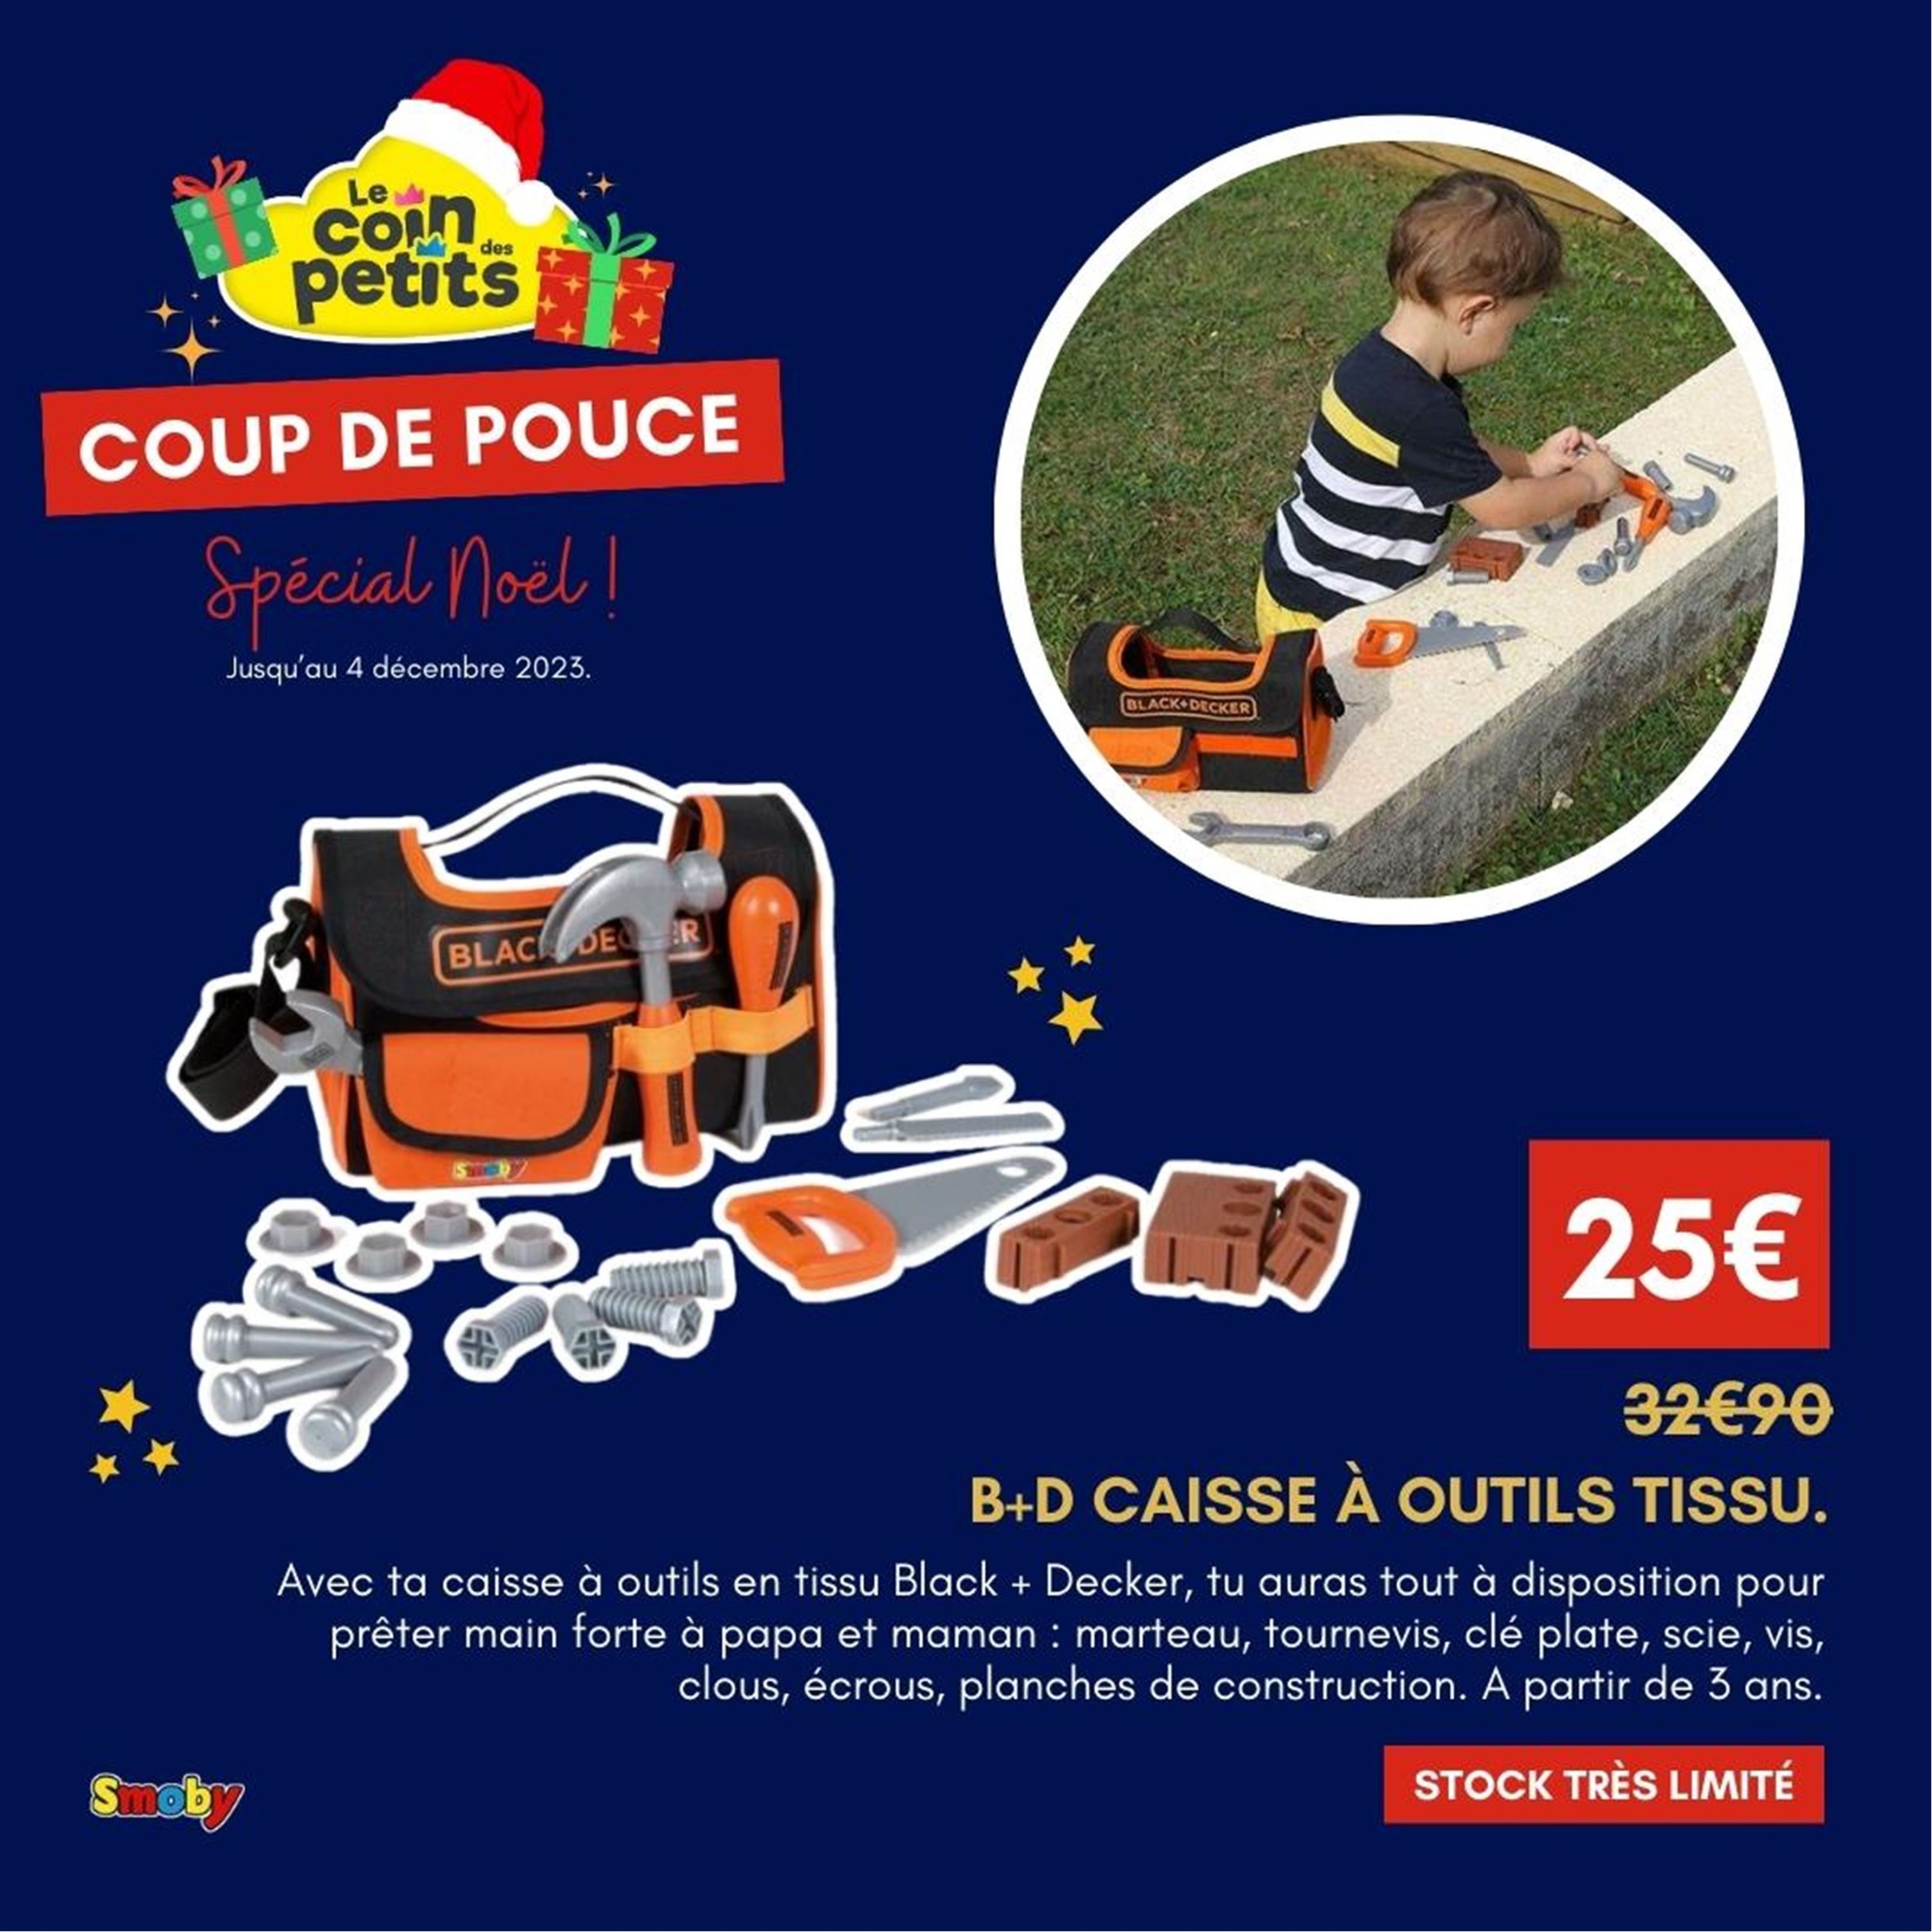 Le
coin
des
petits
COUP DE POUCE
Spécial Noël !
Jusqu'au 4 décembre 2023.
BLACK+DECKER
BLAC DEC ER
Smoby
25€
32€90
B+D CAISSE À OUTILS TISSU.
Avec ta caisse à outils en tissu Black + Decker, tu auras tout à disposition pour
prêter main forte à papa et maman : marteau, tournevis, clé plate, scie, vis,
clous, écrous, planches de construction. A partir de 3 ans.
Smoby
STOCK TRÈS LIMITÉ